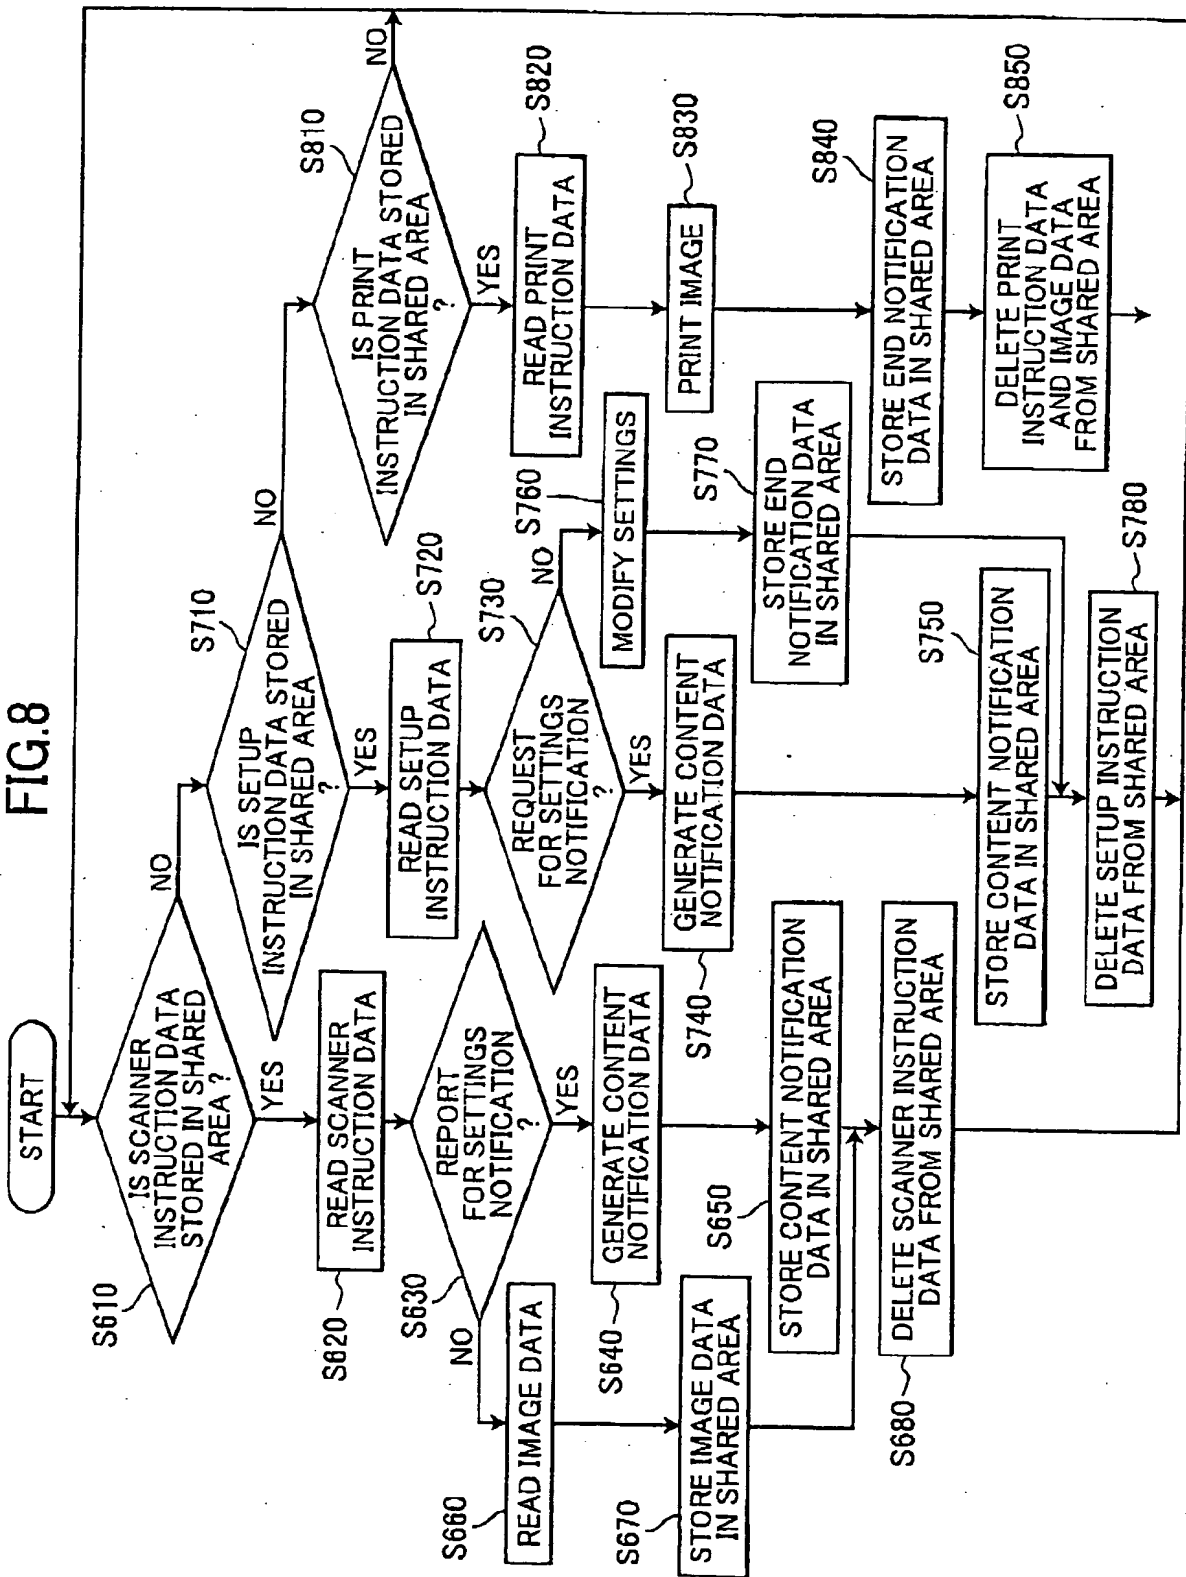 FIG.8
START
S610
IS SCANNER
INSTRUCTION DATA
STORED IN SHARED
AREA ?
NO
YES
S620
READ SCANNER
INSTRUCTION DATA
S630
REPORT
FOR SETTINGS
NOTIFICATION
?
NO
YES
S640
GENERATE CONTENT
NOTIFICATION DATA
S650
STORE CONTENT NOTIFICATION
DATA IN SHARED AREA
S660
READ IMAGE DATA
S670
STORE IMAGE DATA
IN SHARED AREA
S680
DELETE SCANNER INSTRUCTION
DATA FROM SHARED AREA
S710
IS SETUP
INSTRUCTION DATA STORED
IN SHARED AREA
?
NO
YES
S720
READ SETUP
INSTRUCTION DATA
S730
REQUEST
FOR SETTINGS
NOTIFICATION
?
NO
YES
S740
GENERATE CONTENT
NOTIFICATION DATA
S750
STORE CONTENT NOTIFICATION
DATA IN SHARED AREA
S760
MODIFY SETTINGS
S770
STORE END
NOTIFICATION DATA
IN SHARED AREA
S780
DELETE SETUP INSTRUCTION
DATA FROM SHARED AREA
S810
IS PRINT
INSTRUCTION DATA STORED
IN SHARED AREA
?
NO
YES
S820
READ PRINT
INSTRUCTION DATA
S830
PRINT IMAGE
S840
STORE END NOTIFICATION
DATA IN SHARED AREA
S850
DELETE PRINT
INSTRUCTION DATA
AND IMAGE DATA
FROM SHARED AREA